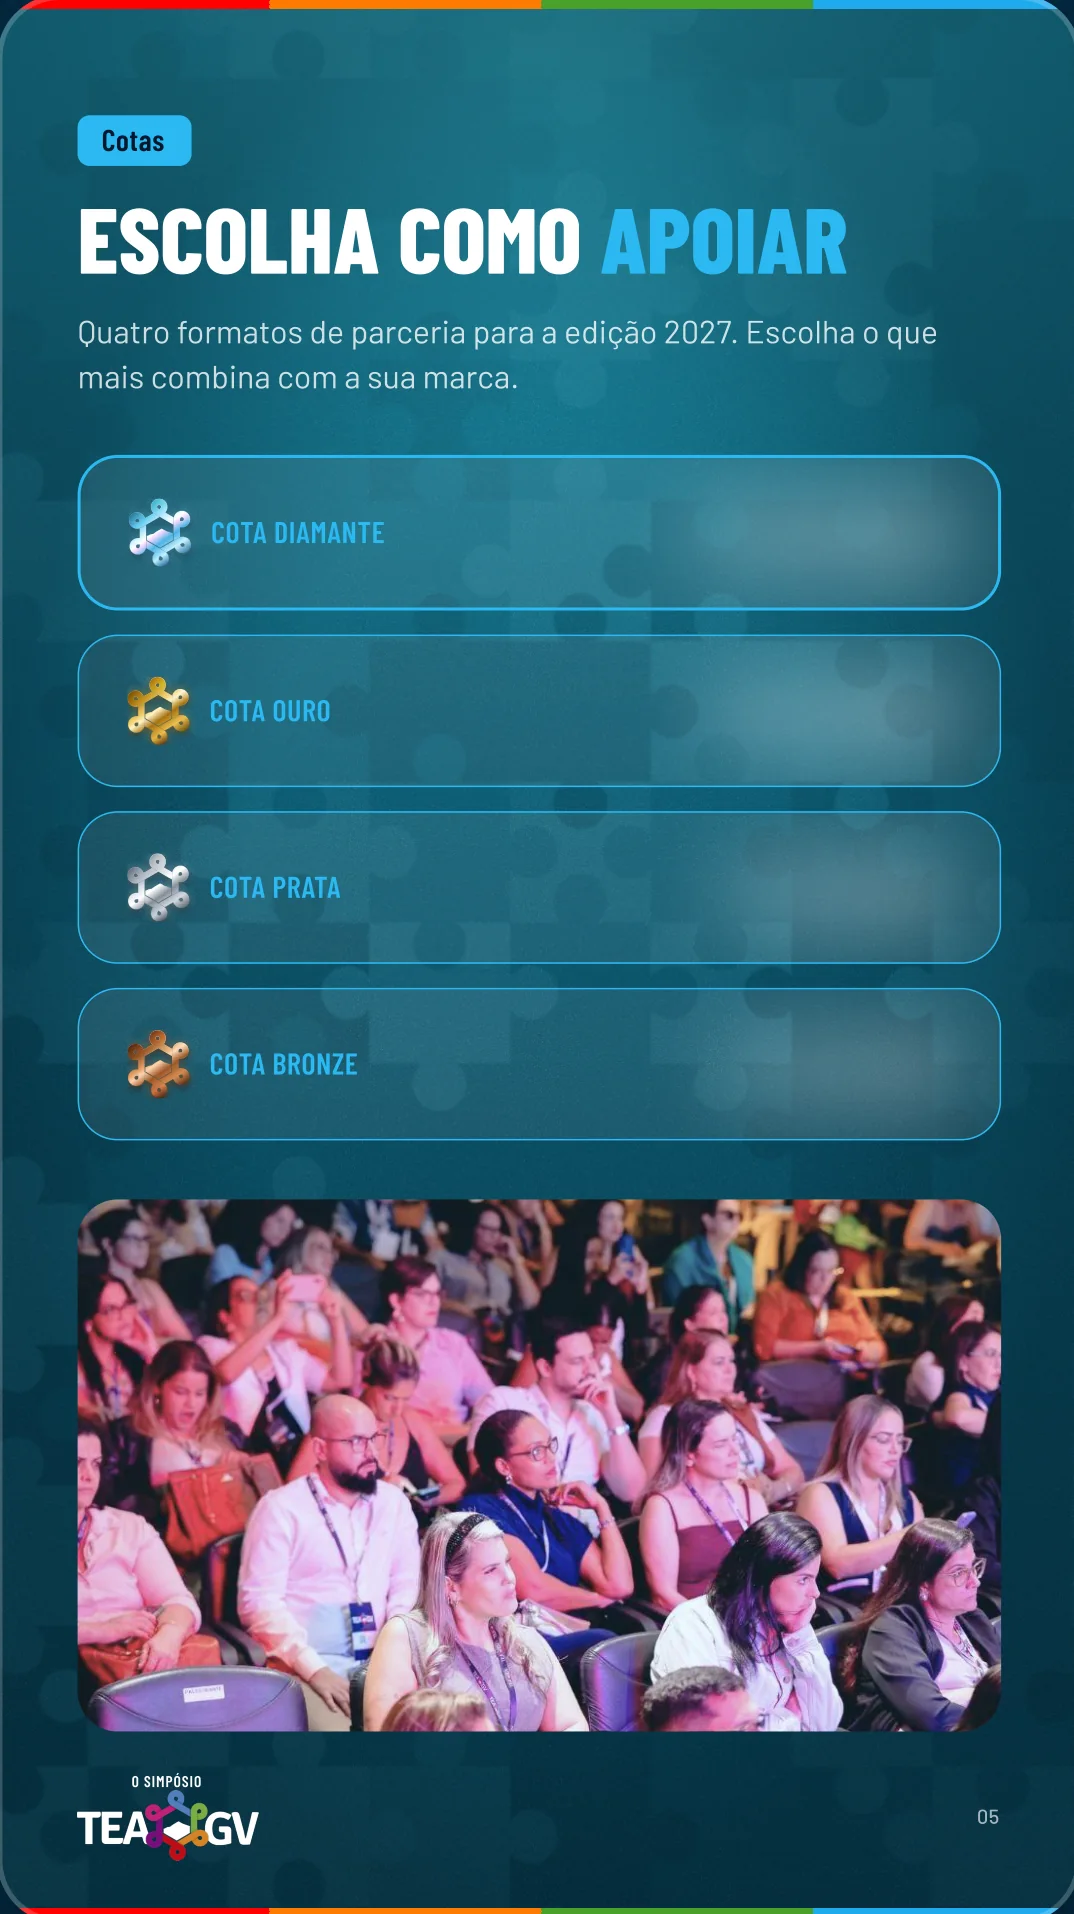 Cotas
ESCOLHA COMO APOIAR
Quatro formatos de parceria para a edição 2027. Escolha o que
mais combina com a sua marca.
COTA DIAMANTE
COTA OURO
COTA PRATA
COTA BRONZE
O SIMPÓSIO
TEA GV
05